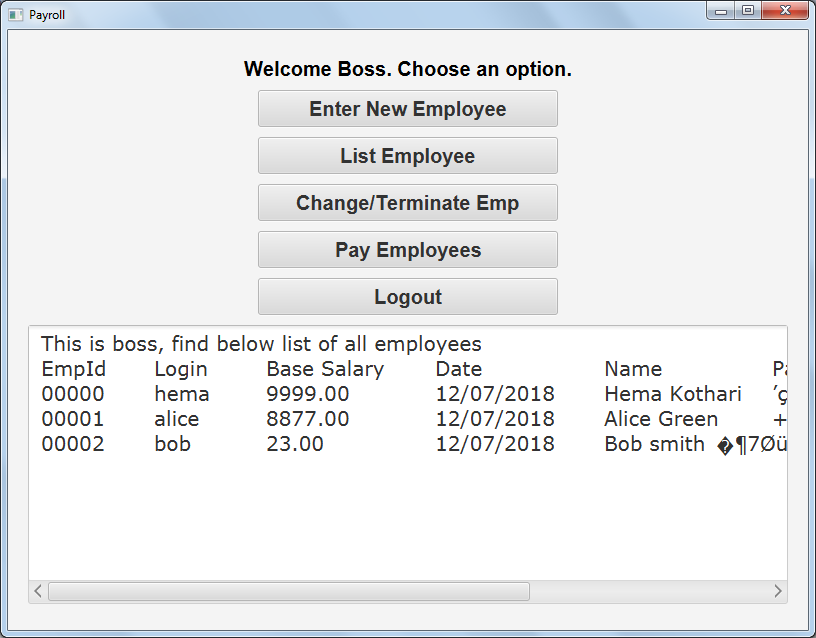 Payroll
Welcome Boss. Choose an option.
Enter New Employee
List Employee
Change/Terminate Emp
Pay Employees
Logout
This is boss, find below list of all employees
EmpId Login Base Salary Date Name
00000 hema 9999.00 12/07/2018 Hema Kothari
00001 alice 8877.00 12/07/2018 Alice Green +
00002 bob 23.00 12/07/2018 Bob smith �¶7Øü